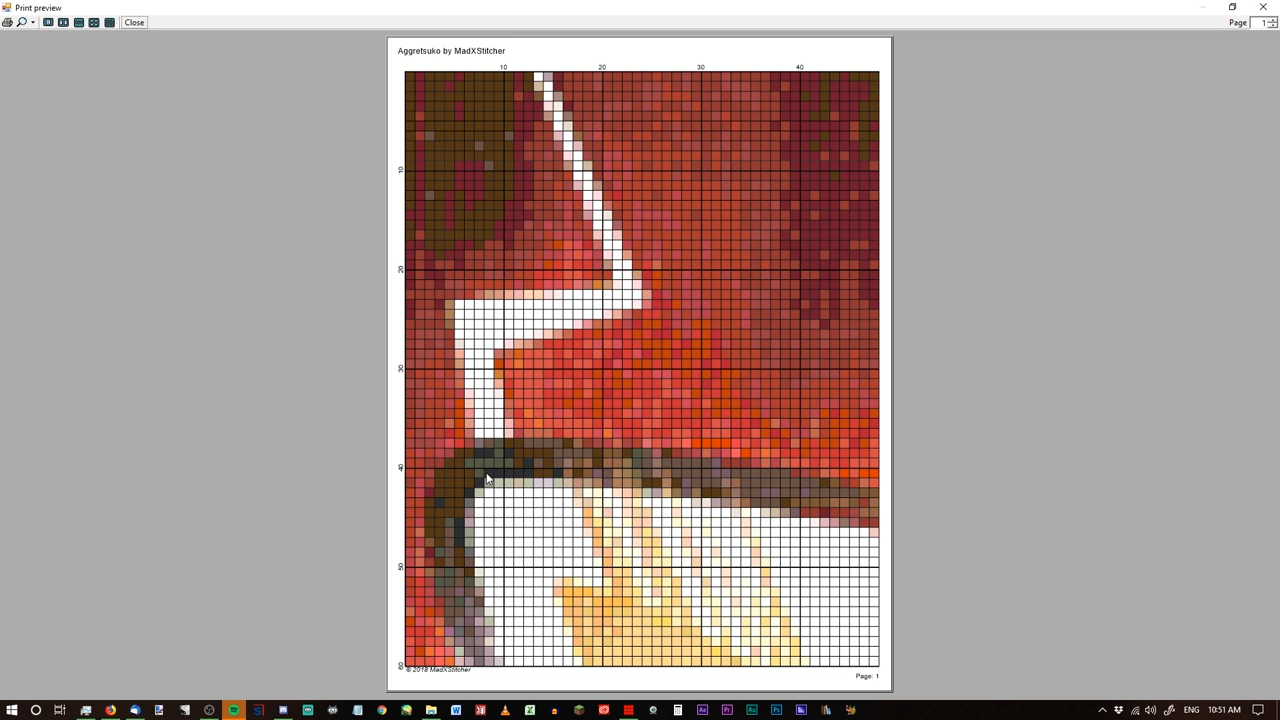 Print preview
Close
Page 1
Aggretsuko by MadXStitcher
10 20 30 40
10
20
30
40
50
60
© 2018 MadXStitcher
Page: 1
ENG 10:51 AM